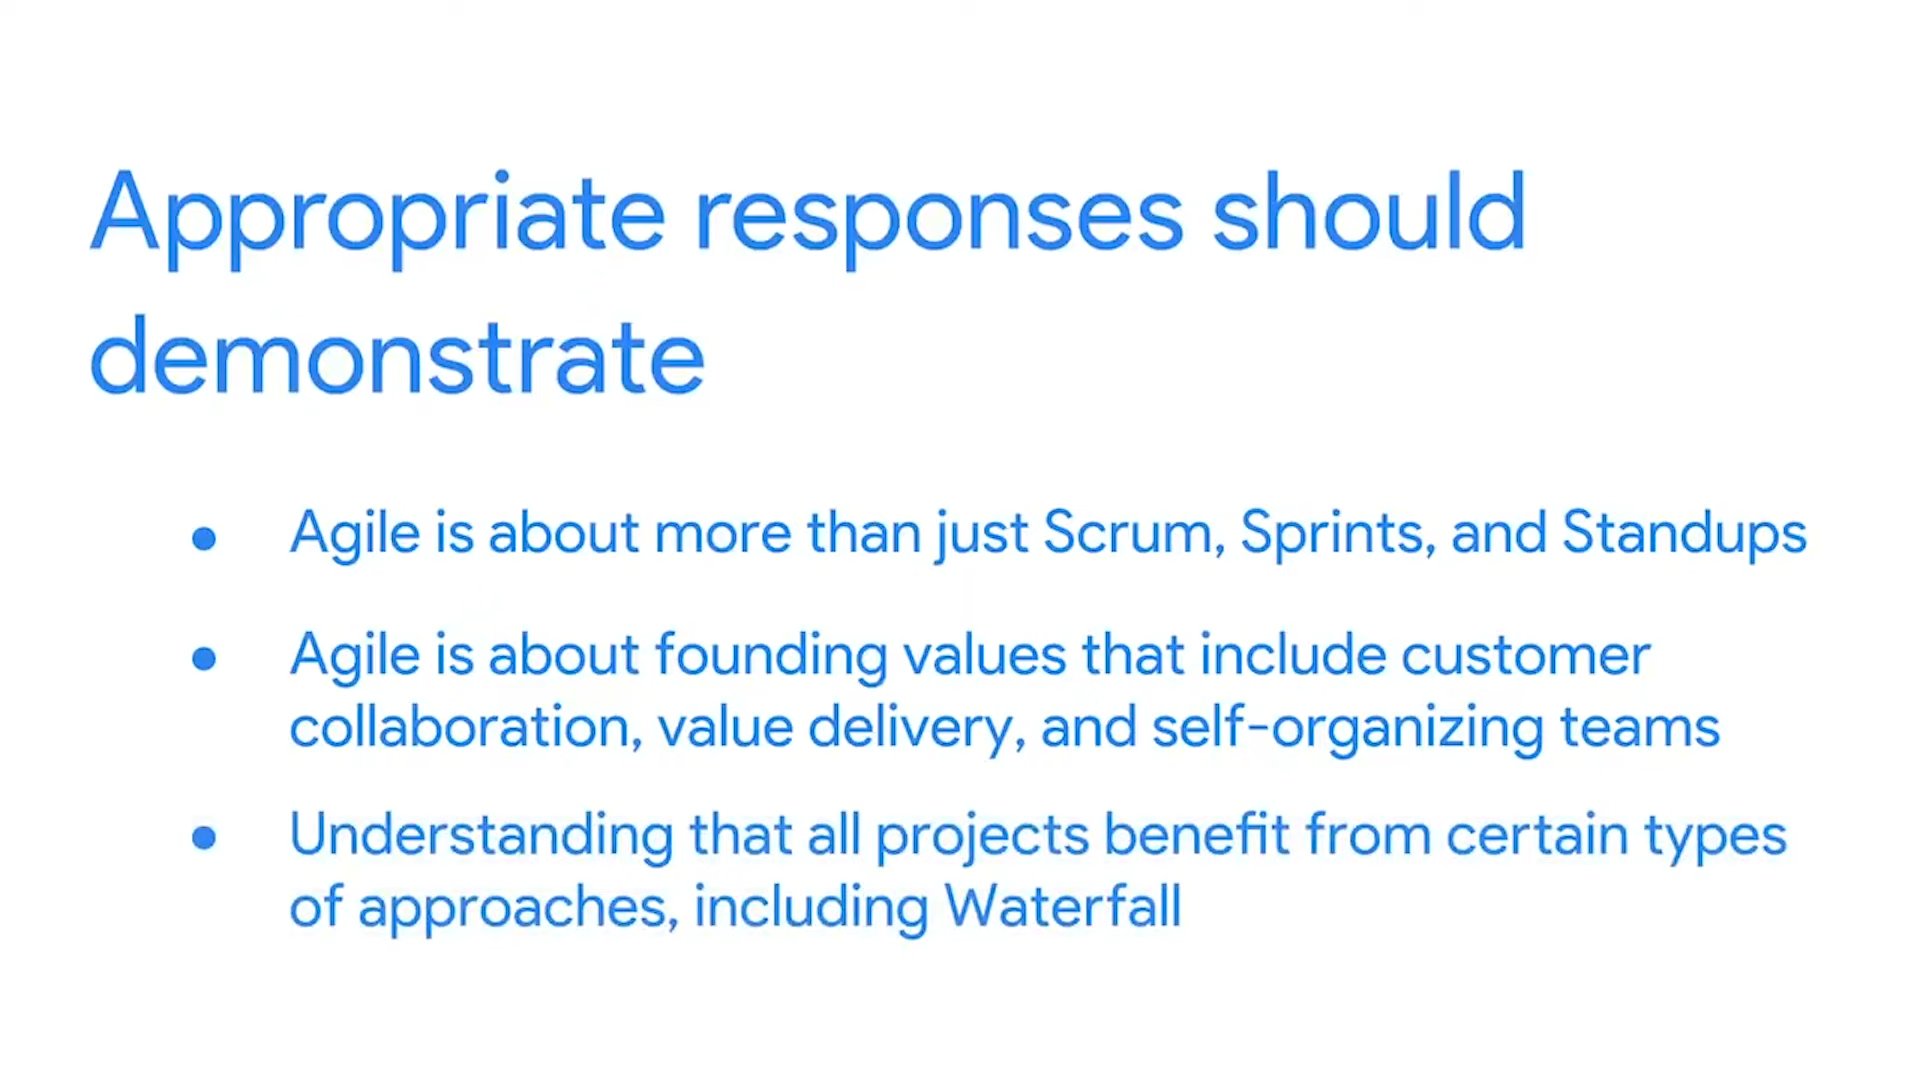 Appropriate responses should
demonstrate
● Agile is about more than just Scrum, Sprints, and Standups
● Agile is about founding values that include customer
collaboration, value delivery, and self-organizing teams
● Understanding that all projects benefit from certain types
of approaches, including Waterfall